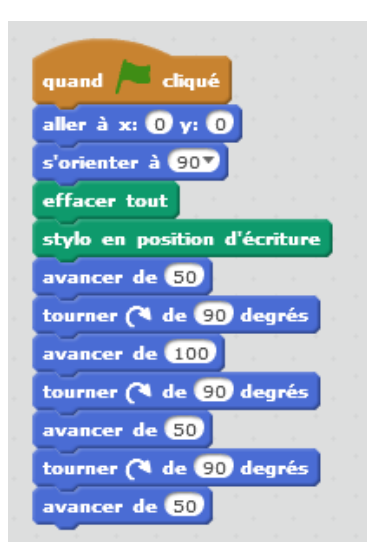 quand cliqué
aller à x: 0 y: 0
s'orienter à 90
effacer tout
stylo en position d'écriture
avancer de 50
tourner de 90 degrés
avancer de 100
tourner de 90 degrés
avancer de 50
tourner de 90 degrés
avancer de 50